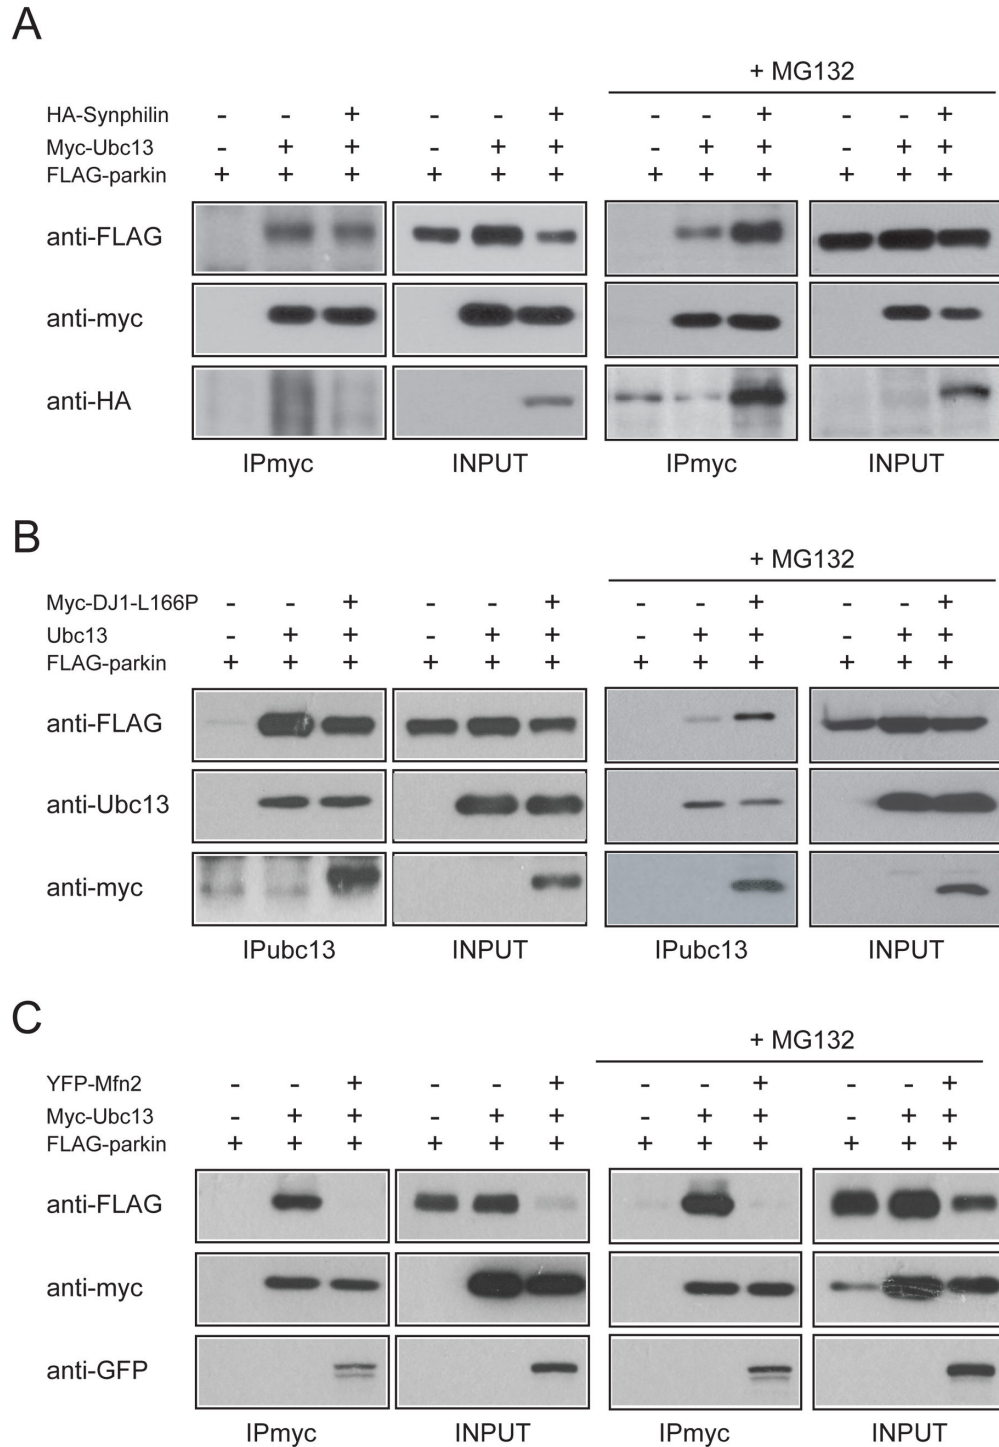 A
+ MG132
HA-Synphilin - - + - - + - - + - - +
Myc-Ubc13 - + + - + + - + + - + +
FLAG-parkin + + + + + + + + + + + +
anti-FLAG
anti-myc
anti-HA
IPmyc INPUT IPmyc INPUT
B
+ MG132
Myc-DJ1-L166P - - + - - + - - + - - +
Ubc13 - + + - + + - + + - + +
FLAG-parkin + + + + + + + + + + + +
anti-FLAG
anti-Ubc13
anti-myc
IPubc13 INPUT IPubc13 INPUT
C
+ MG132
YFP-Mfn2 - - + - - + - - + - - +
Myc-Ubc13 - + + - + + - + + - + +
FLAG-parkin + + + + + + + + + + + +
anti-FLAG
anti-myc
anti-GFP
IPmyc INPUT IPmyc INPUT